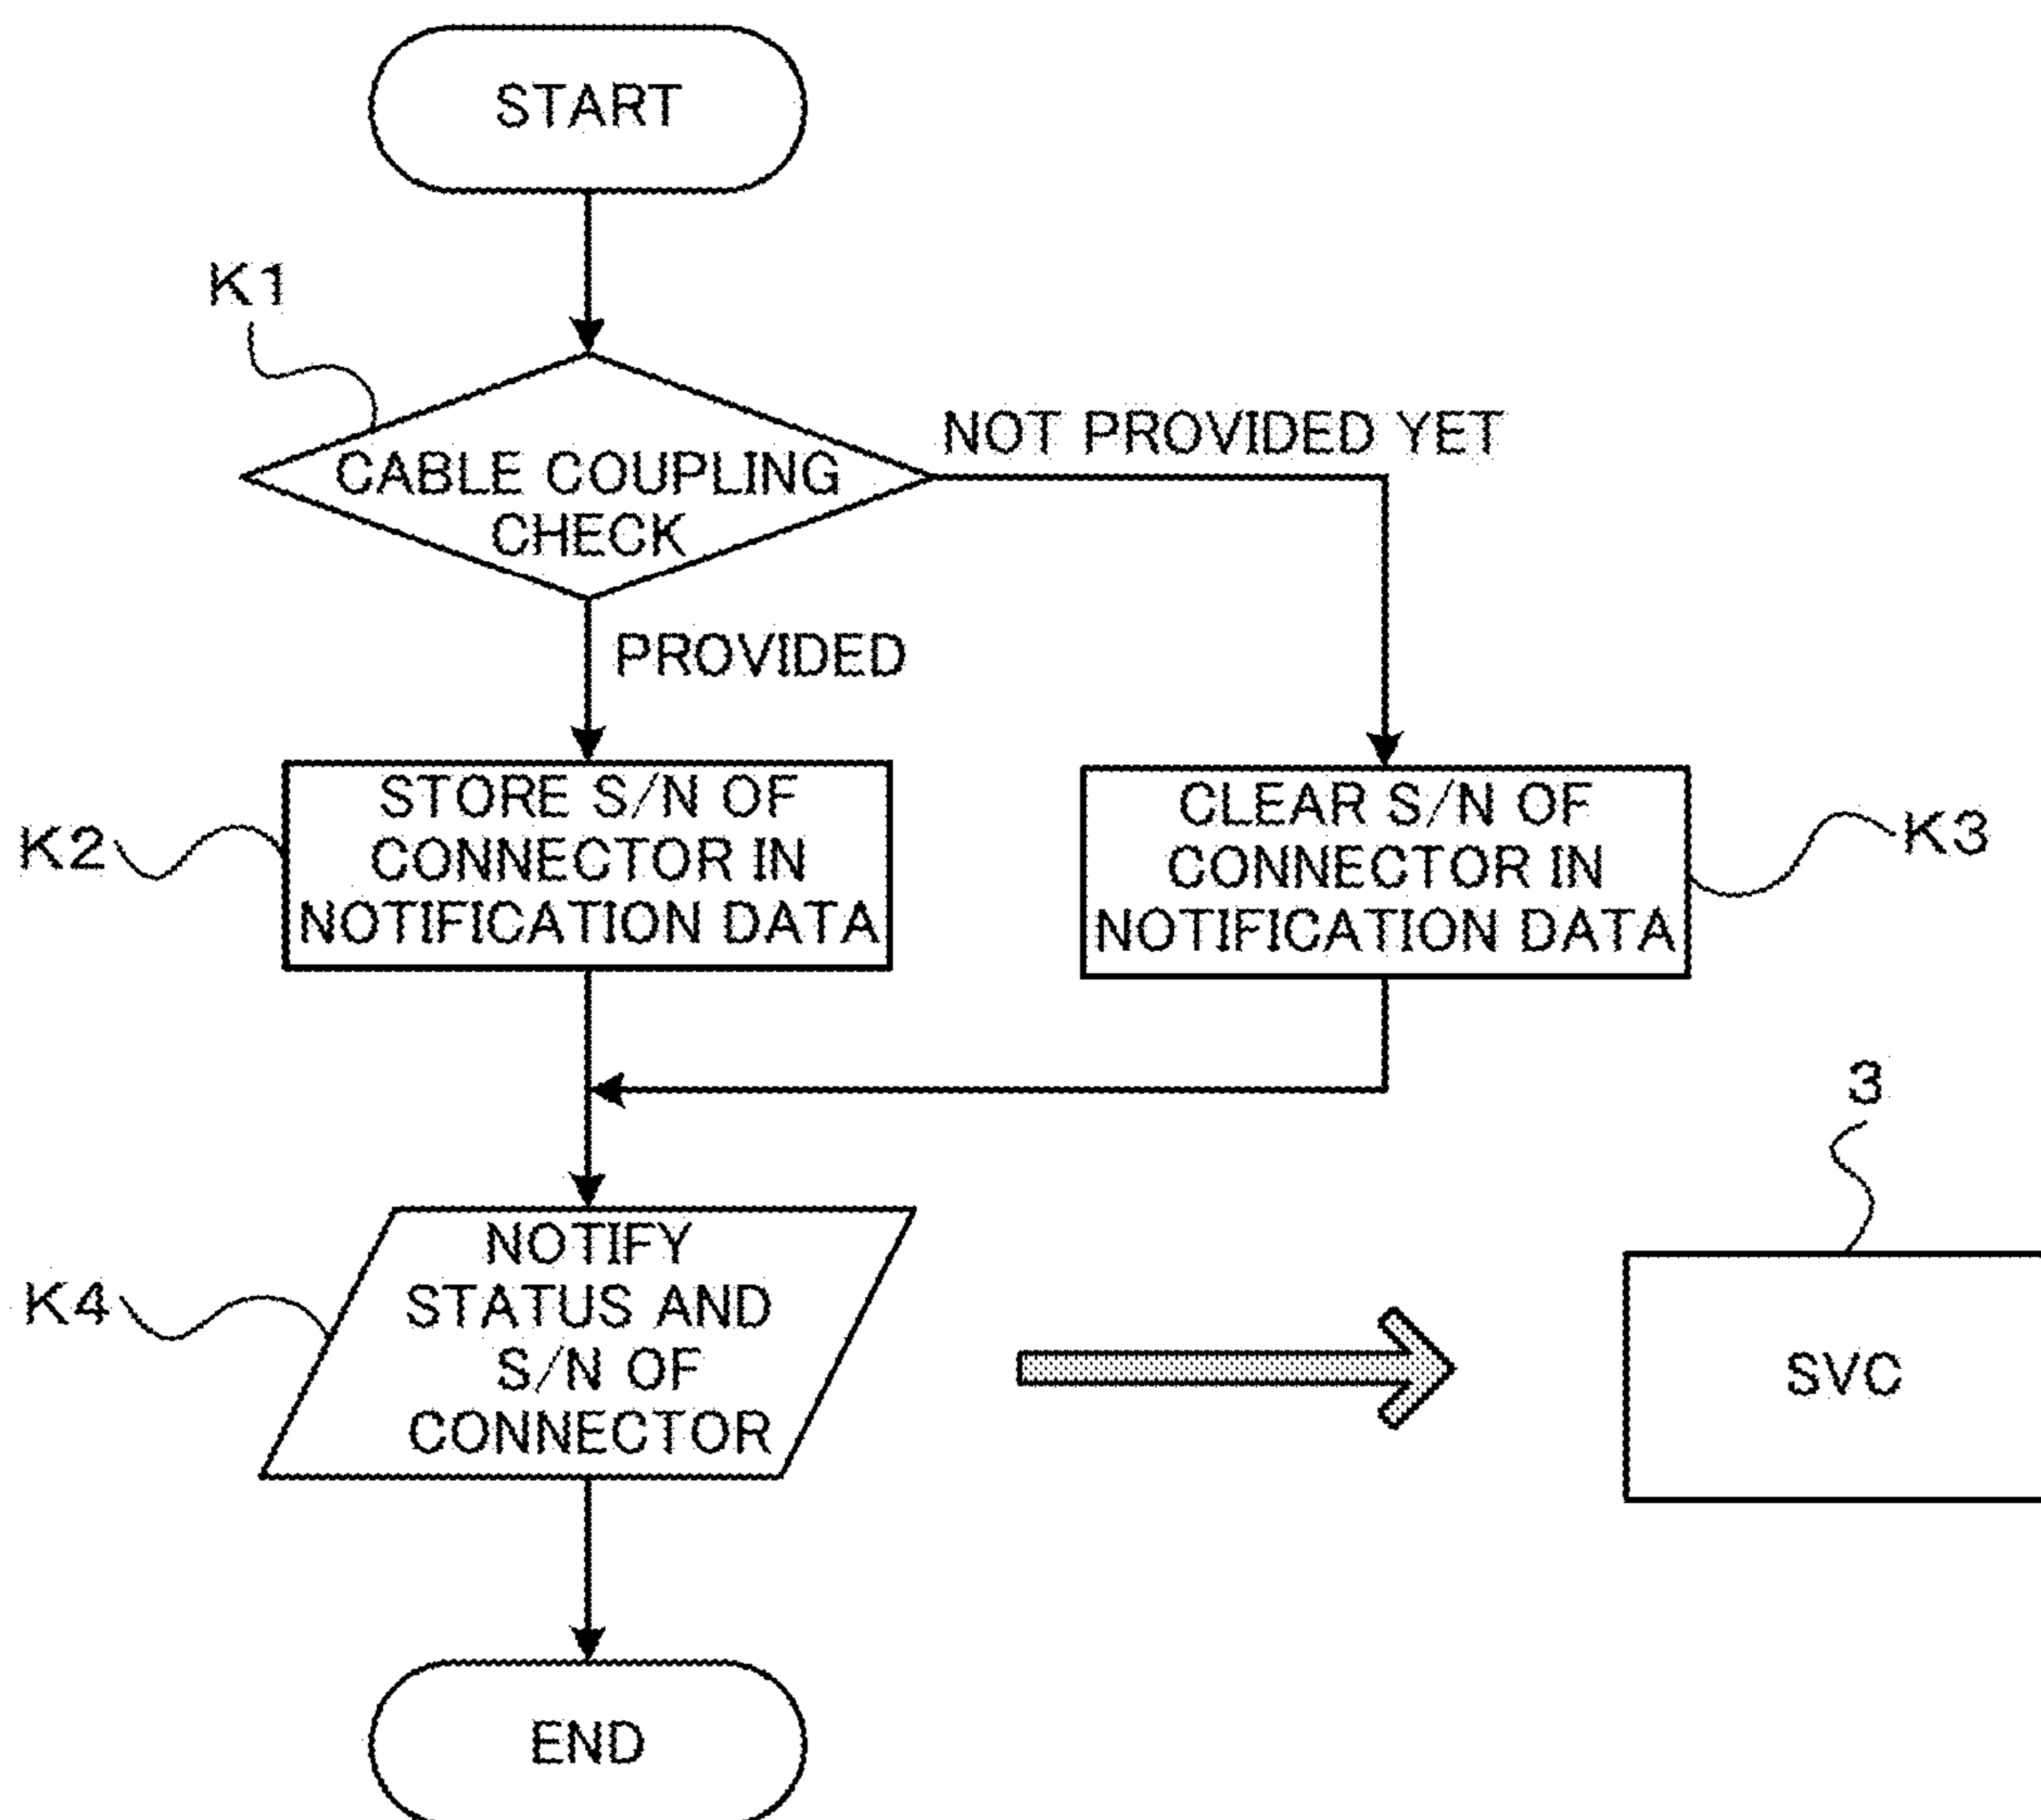 START
K1
NOT PROVIDED YET
CABLE COUPLING
CHECK
PROVIDED
K2
STORE S/N OF
CONNECTOR IN
NOTIFICATION DATA
CLEAR S/N OF
CONNECTOR IN
NOTIFICATION DATA
K3
3
K4
NOTIFY
STATUS AND
S/N OF
CONNECTOR
SVC
END